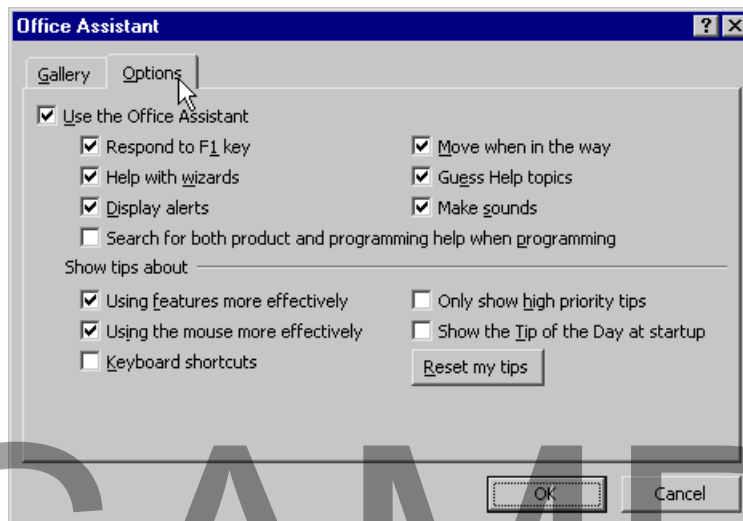 Office Assistant
Gallery Options
Use the Office Assistant
Respond to F1 key Move when in the way
Help with wizards Guess Help topics
Display alerts Make sounds
Search for both product and programming help when programming
Show tips about
Using features more effectively Only show high priority tips
Using the mouse more effectively Show the Tip of the Day at startup
Keyboard shortcuts Reset my tips
OK Cancel